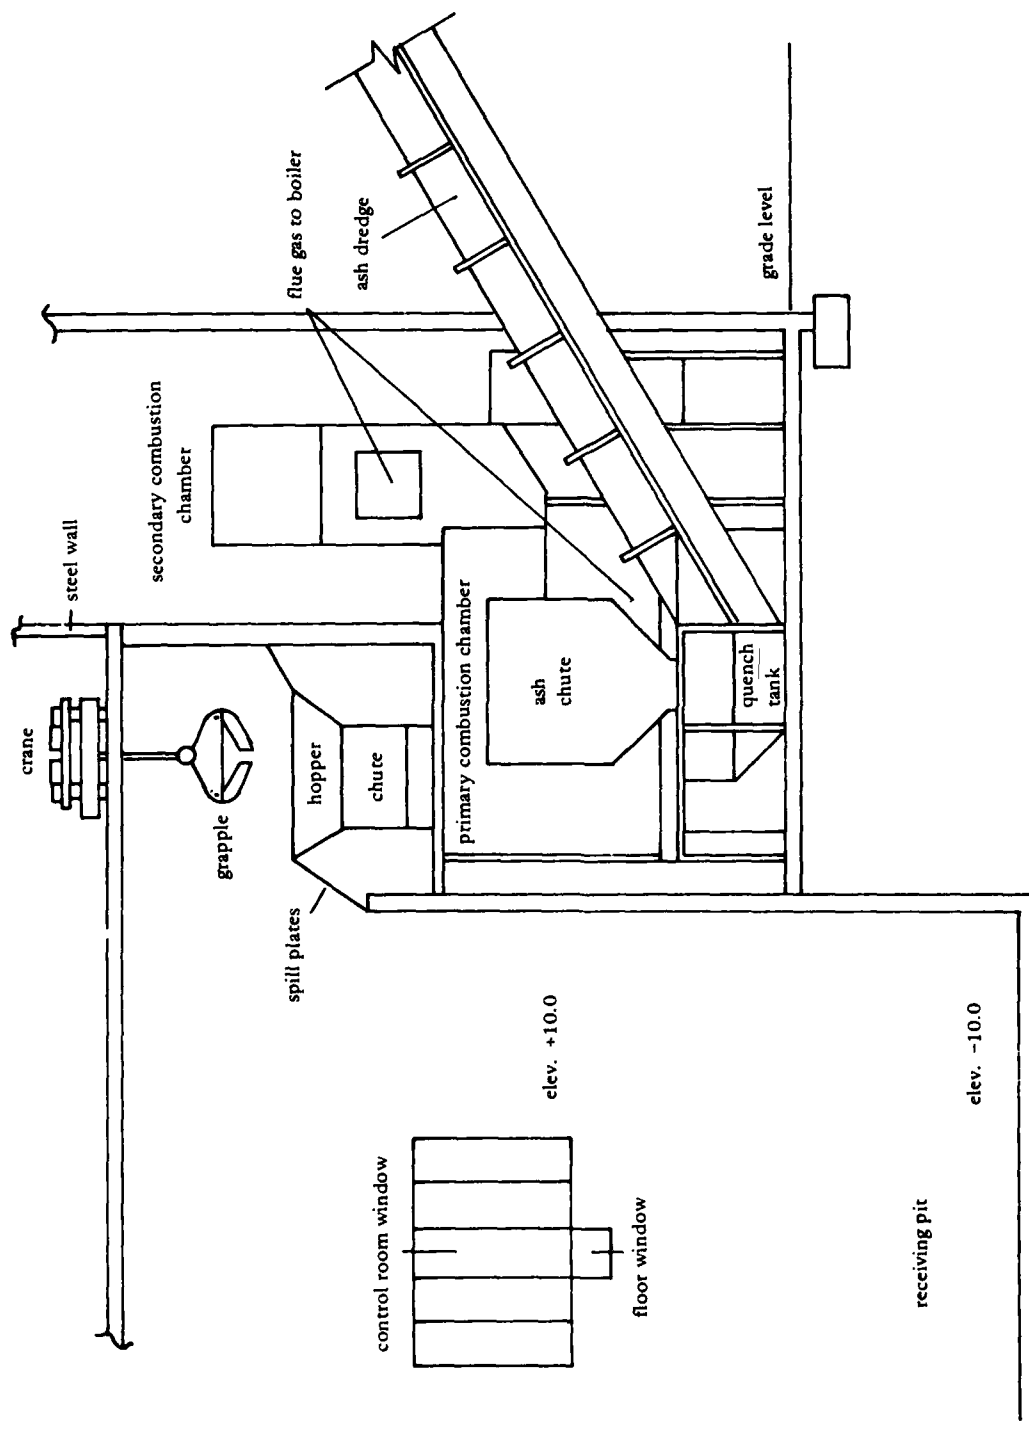 crane
steel wall
grapple
secondary combustion
chamber
flue gas to boiler
ash dredge
spill plates
hopper
chute
primary combustion chamber
ash
chute
quench
tank
grade level
control room window
floor window
elev. +10.0
receiving pit
elev. −10.0